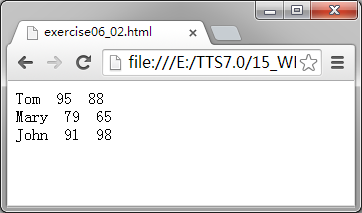 exercise06_02.html
file:///E:/TTS7.0/15_WI
Tom 95 88
Mary 79 65
John 91 98